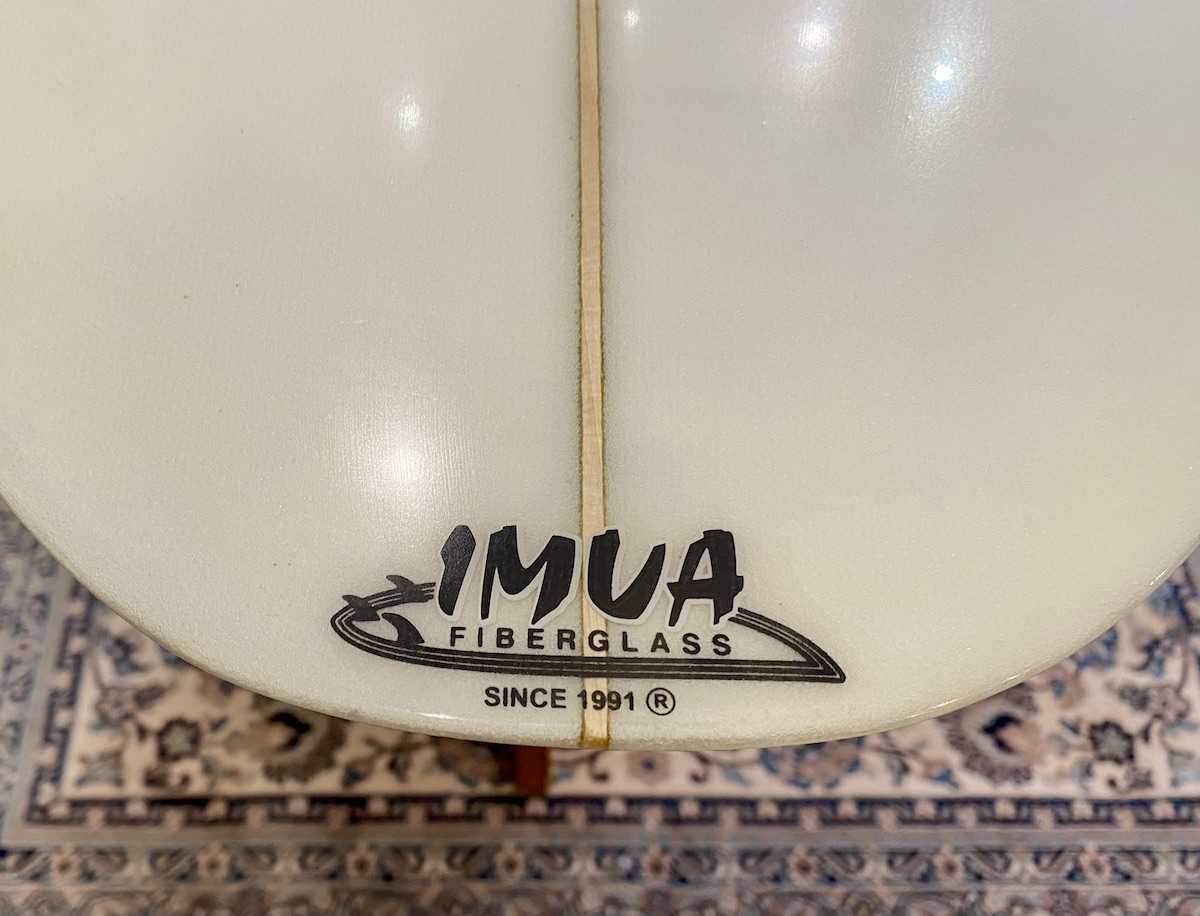 IMUA
FIBERGLASS
SINCE 1991 ®